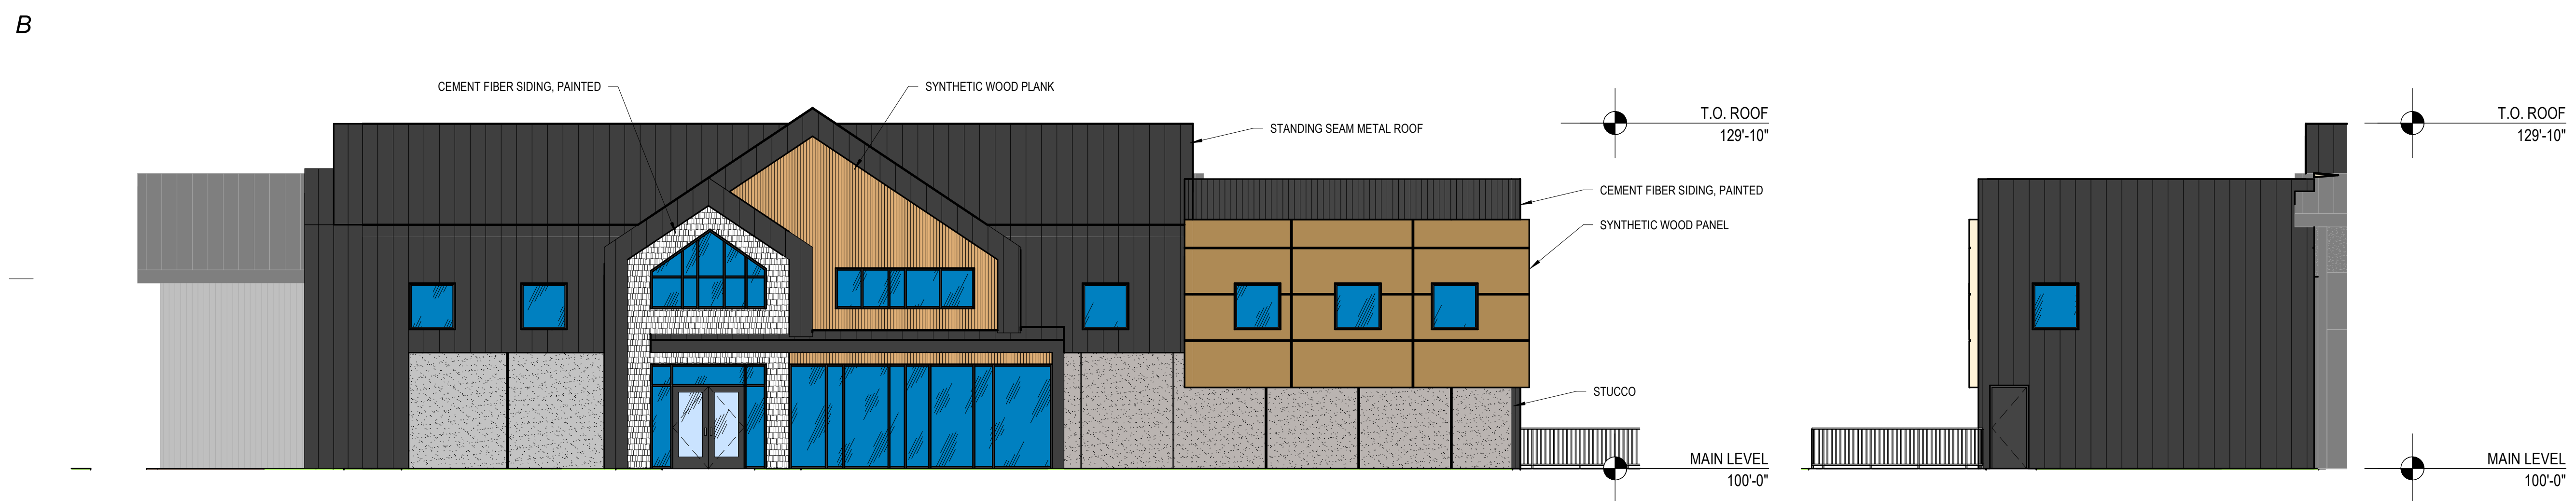 B
CEMENT FIBER SIDING, PAINTED
SYNTHETIC WOOD PLANK
STANDING SEAM METAL ROOF
T.O. ROOF
129'-10"
T.O. ROOF
129'-10"
CEMENT FIBER SIDING, PAINTED
SYNTHETIC WOOD PANEL
STUCCO
MAIN LEVEL
100'-0"
MAIN LEVEL
100'-0"